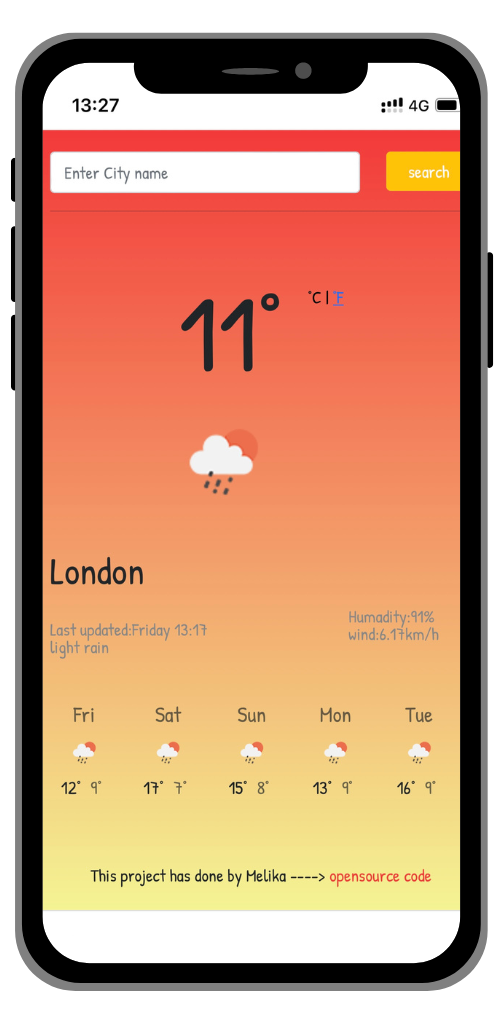 13:27 4G
Enter City name search
11° °C | °F
London
Humadity:91%
Last updated:Friday 13:17 wind:6.17km/h
light rain
Fri Sat Sun Mon Tue
12° 9° 17° 7° 15° 8° 13° 9° 16° 9°
This project has done by Melika ----> opensource code